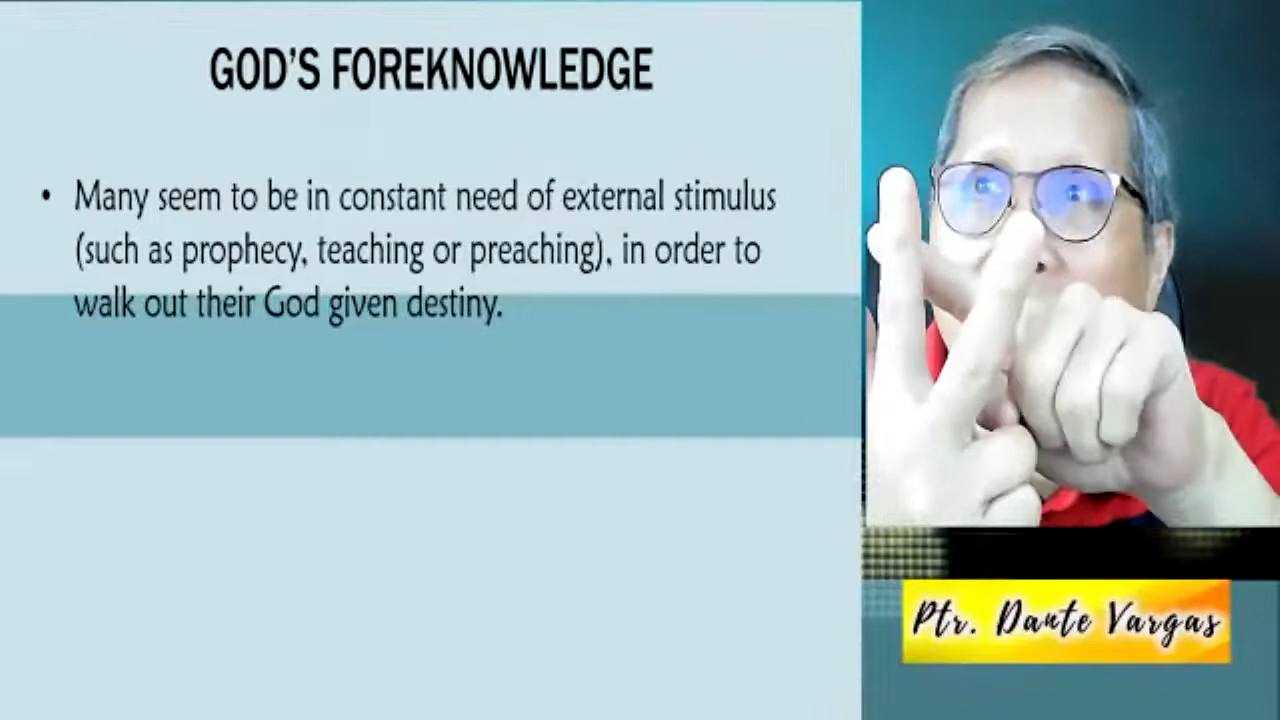 GOD'S FOREKNOWLEDGE
• Many seem to be in constant need of external stimulus
(such as prophecy, teaching or preaching), in order to
walk out their God given destiny.
Ptr. Dante Vargas